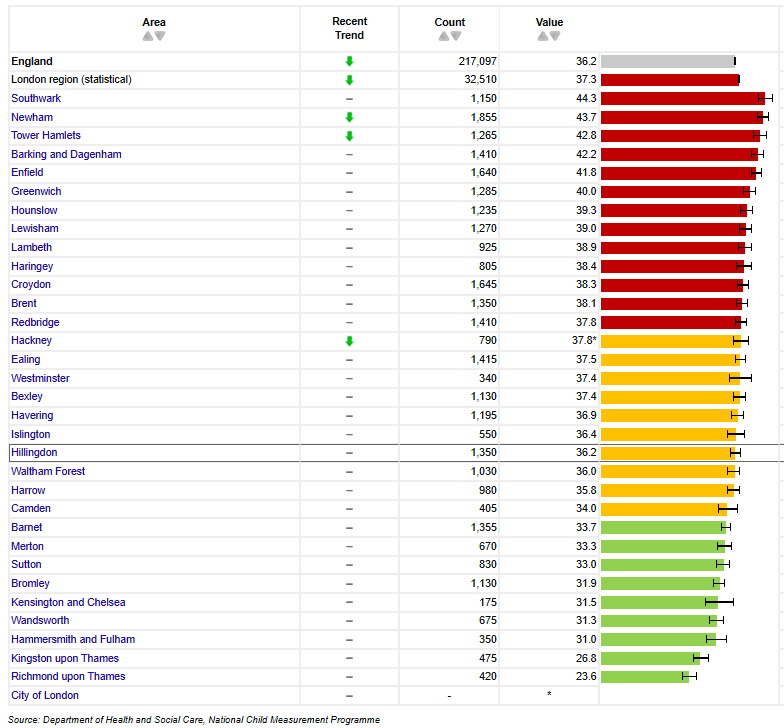 Area Recent Trend Count Value
England 217,097 36.2
London region (statistical) 32,510 37.3
Southwark – 1,150 44.3
Newham 1,855 43.7
Tower Hamlets 1,265 42.8
Barking and Dagenham – 1,410 42.2
Enfield – 1,640 41.8
Greenwich – 1,285 40.0
Hounslow – 1,235 39.3
Lewisham – 1,270 39.0
Lambeth – 925 38.9
Haringey – 805 38.4
Croydon – 1,645 38.3
Brent – 1,350 38.1
Redbridge – 1,410 37.8
Hackney 790 37.8*
Ealing – 1,415 37.5
Westminster – 340 37.4
Bexley – 1,130 37.4
Havering – 1,195 36.9
Islington – 550 36.4
Hillingdon – 1,350 36.2
Waltham Forest – 1,030 36.0
Harrow – 980 35.8
Camden – 405 34.0
Barnet – 1,355 33.7
Merton – 670 33.3
Sutton – 830 33.0
Bromley – 1,130 31.9
Kensington and Chelsea – 175 31.5
Wandsworth – 675 31.3
Hammersmith and Fulham – 350 31.0
Kingston upon Thames – 475 26.8
Richmond upon Thames – 420 23.6
City of London – - *
Source: Department of Health and Social Care, National Child Measurement Programme